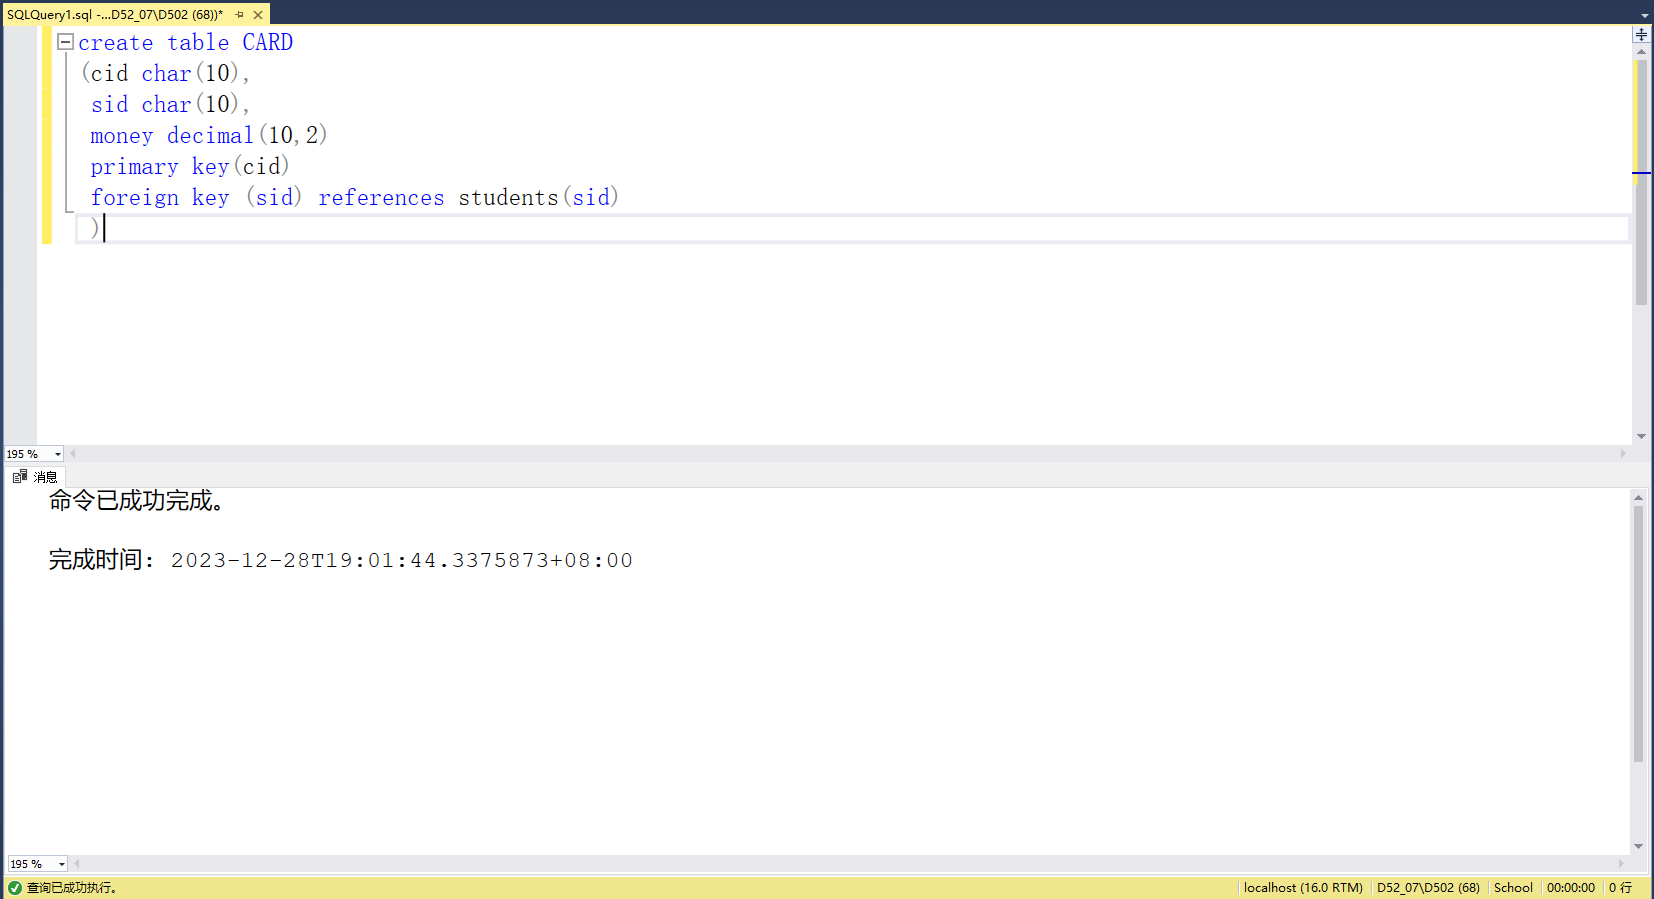 SQLQuery1.sql -...D52_07\D502 (68))*
create table CARD
(cid char(10),
sid char(10),
money decimal(10,2)
primary key(cid)
foreign key (sid) references students(sid)
)
195 %
消息
命令已成功完成。
完成时间: 2023-12-28T19:01:44.3375873+08:00
195 %
查询已成功执行。 localhost (16.0 RTM) D52_07\D502 (68) School 00:00:00 0 行